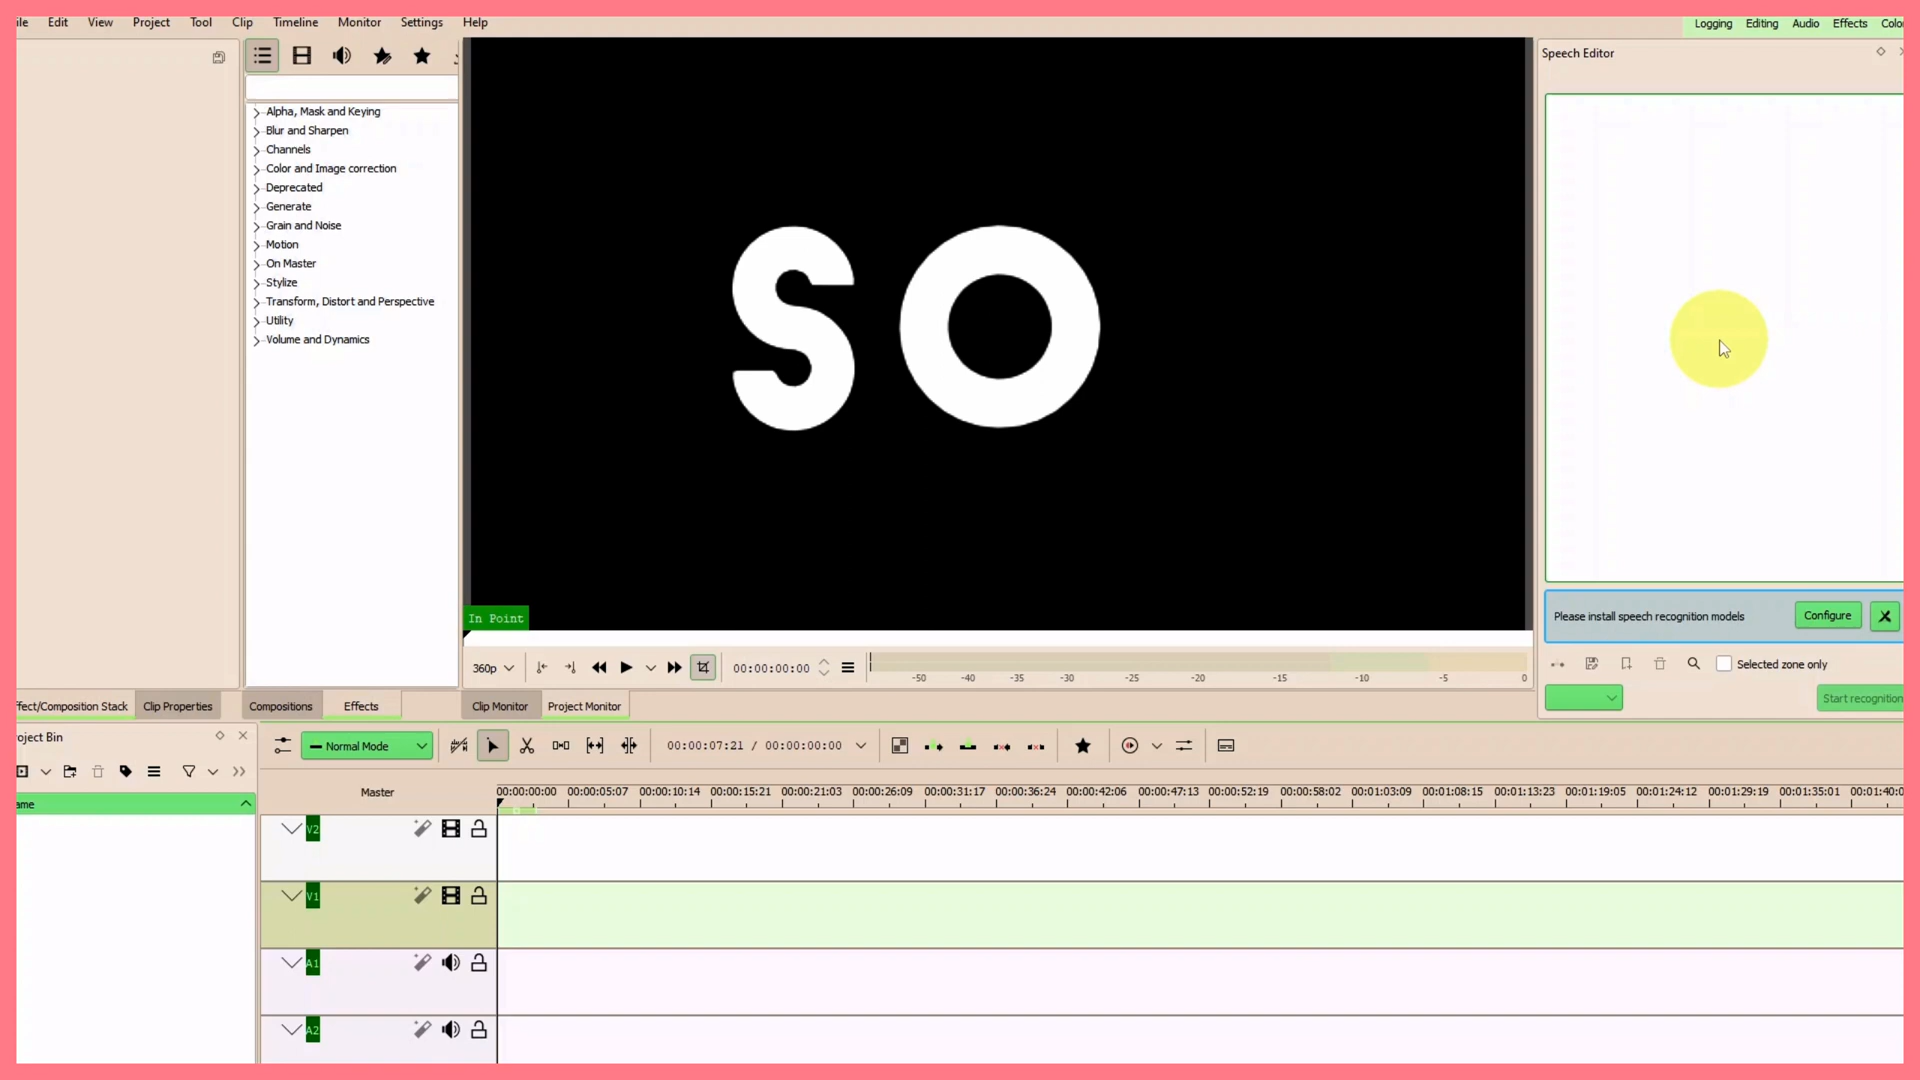 ile Edit View Project Tool Clip Timeline Monitor Settings Help
Logging Editing Audio Effects Colo
Speech Editor
Alpha, Mask and Keying
Blur and Sharpen
Channels
Color and Image correction
Deprecated
Generate
Grain and Noise
Motion
On Master
Stylize
Transform, Distort and Perspective
Utility
Volume and Dynamics
SO
In Point
Please install speech recognition models Configure
Selected zone only
Start recognition
360p 00:00:00:00
-50 -40 -35 -30 -25 -20 -15 -10 -5 0
ffect/Composition Stack Clip Properties Compositions Effects Clip Monitor Project Monitor
oject Bin
ame
Normal Mode 00:00:07:21 / 00:00:00:00
Master
00:00:00:00 00:00:05:07 00:00:10:14 00:00:15:21 00:00:21:03 00:00:26:09 00:00:31:17 00:00:36:24 00:00:42:06 00:00:47:13 00:00:52:19 00:00:58:02 00:01:03:09 00:01:08:15 00:01:13:23 00:01:19:05 00:01:24:12 00:01:29:19 00:01:35:01 00:01:40:0
V2
V1
A1
A2